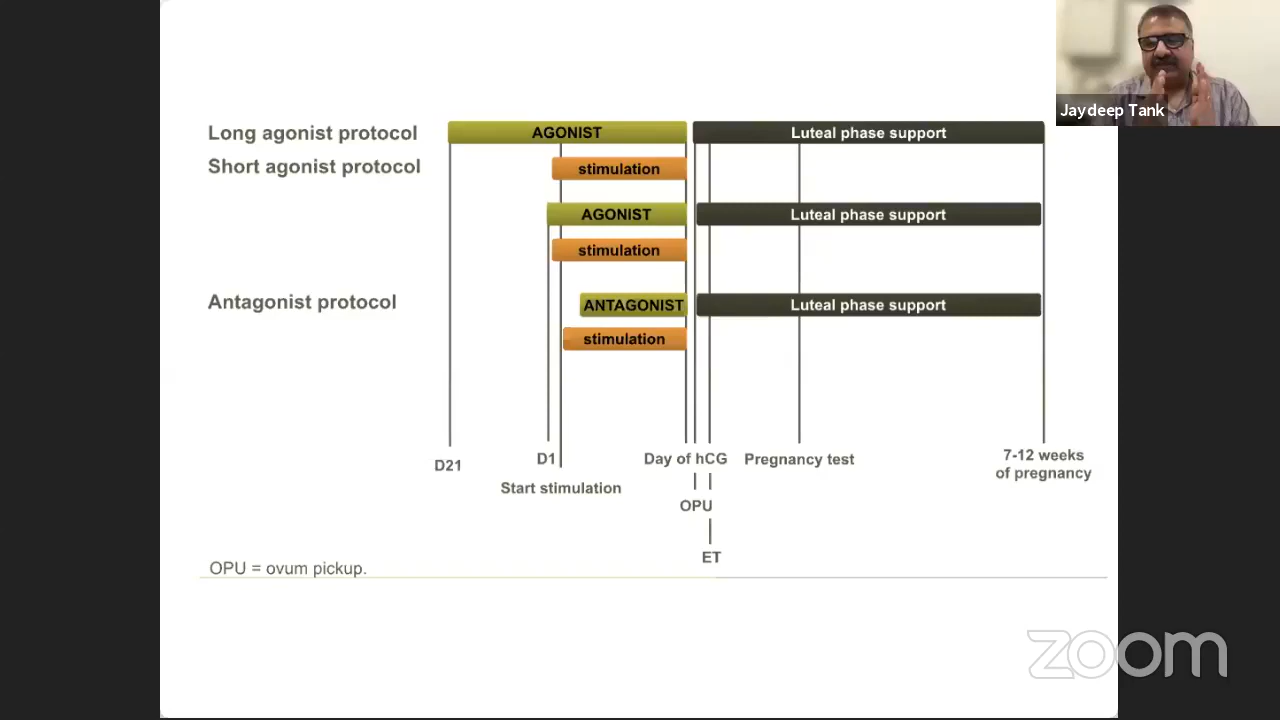 Jaydeep Tank
Long agonist protocol
AGONIST
Luteal phase support
Short agonist protocol
stimulation
AGONIST
Luteal phase support
stimulation
Antagonist protocol
ANTAGONIST
Luteal phase support
stimulation
D21
D1
Start stimulation
Day of hCG
Pregnancy test
7-12 weeks
of pregnancy
OPU
ET
OPU = ovum pickup.
zoom